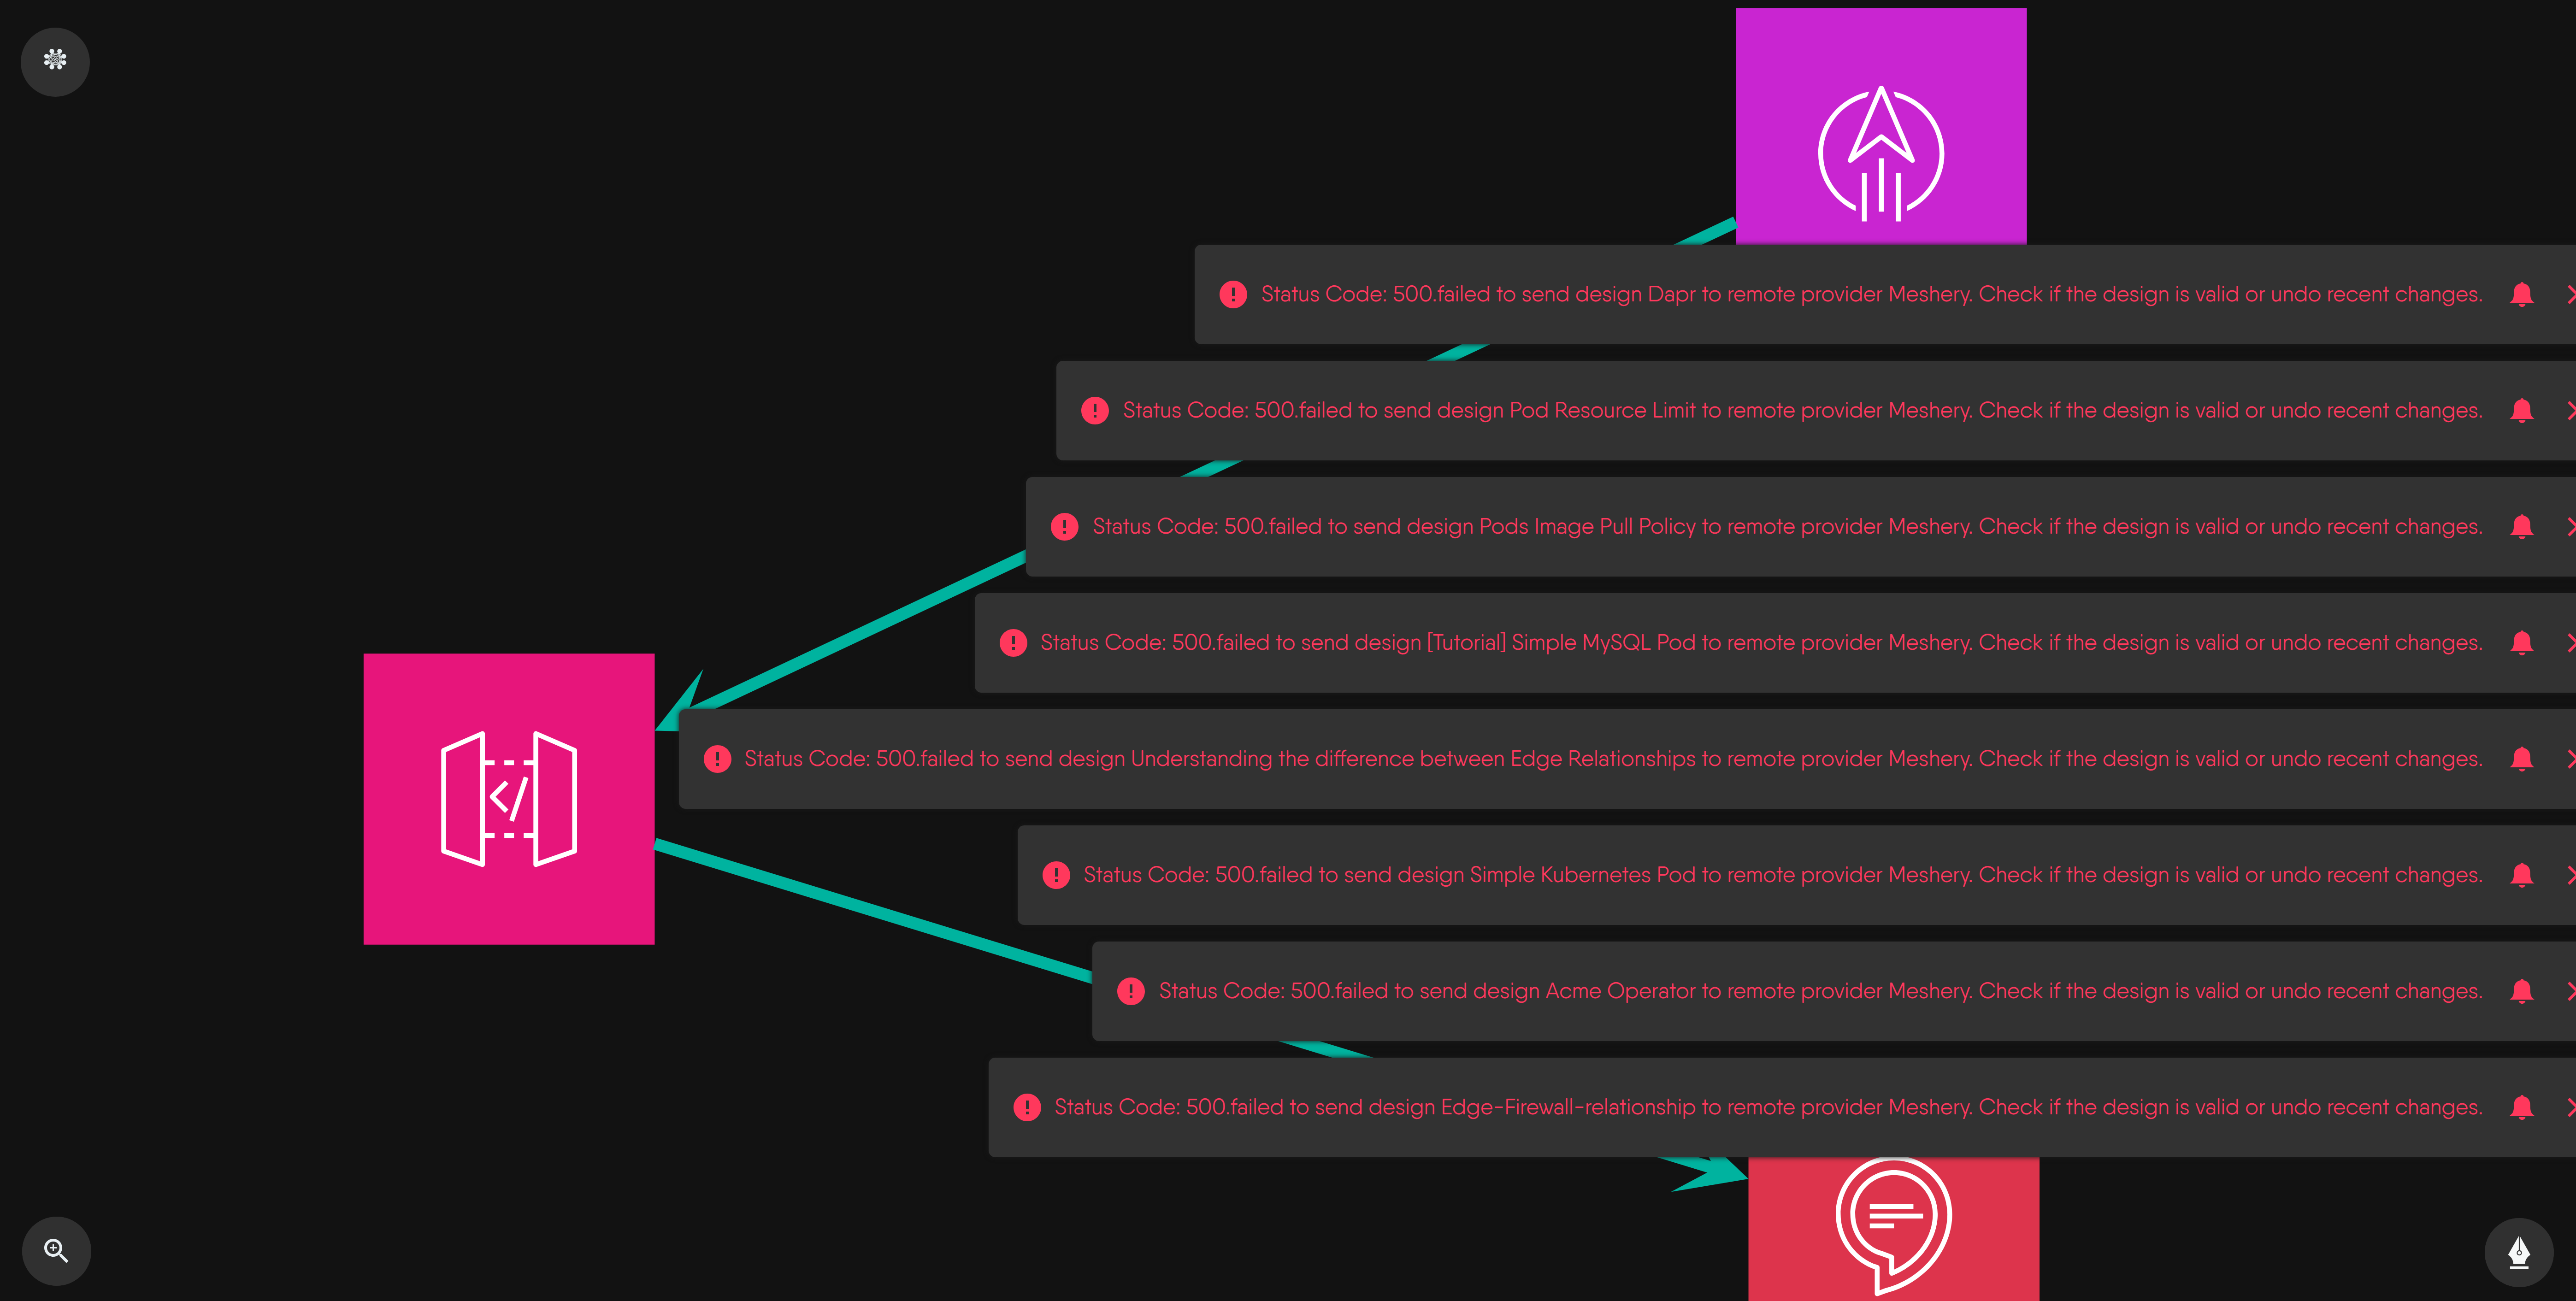 Status Code: 500.failed to send design Dapr to remote provider Meshery. Check if the design is valid or undo recent changes.
Status Code: 500.failed to send design Pod Resource Limit to remote provider Meshery. Check if the design is valid or undo recent changes.
Status Code: 500.failed to send design Pods Image Pull Policy to remote provider Meshery. Check if the design is valid or undo recent changes.
Status Code: 500.failed to send design [Tutorial] Simple MySQL Pod to remote provider Meshery. Check if the design is valid or undo recent changes.
Status Code: 500.failed to send design Understanding the difference between Edge Relationships to remote provider Meshery. Check if the design is valid or undo recent changes.
Status Code: 500.failed to send design Simple Kubernetes Pod to remote provider Meshery. Check if the design is valid or undo recent changes.
Status Code: 500.failed to send design Acme Operator to remote provider Meshery. Check if the design is valid or undo recent changes.
Status Code: 500.failed to send design Edge-Firewall-relationship to remote provider Meshery. Check if the design is valid or undo recent changes.